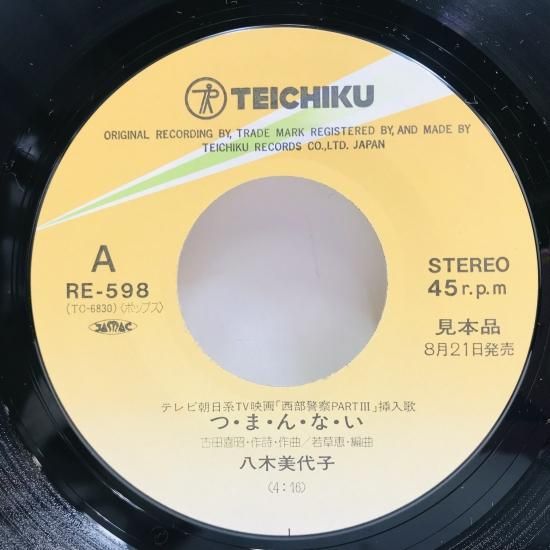 TEICHIKU
ORIGINAL RECORDING BY, TRADE MARK REGISTERED BY, AND MADE BY
TEICHIKU RECORDS CO., LTD. JAPAN
A
RE-598
(TC-6830)〈ポップス〉
JASRAC
STEREO
45 r.p.m
見本品
8月21日発売
テレビ朝日系TV映画「西部警察PARTⅢ」挿入歌
つ・ま・ん・な・い
古田喜昭・作詩・作曲/若草恵・編曲
八木美代子
(4:16)